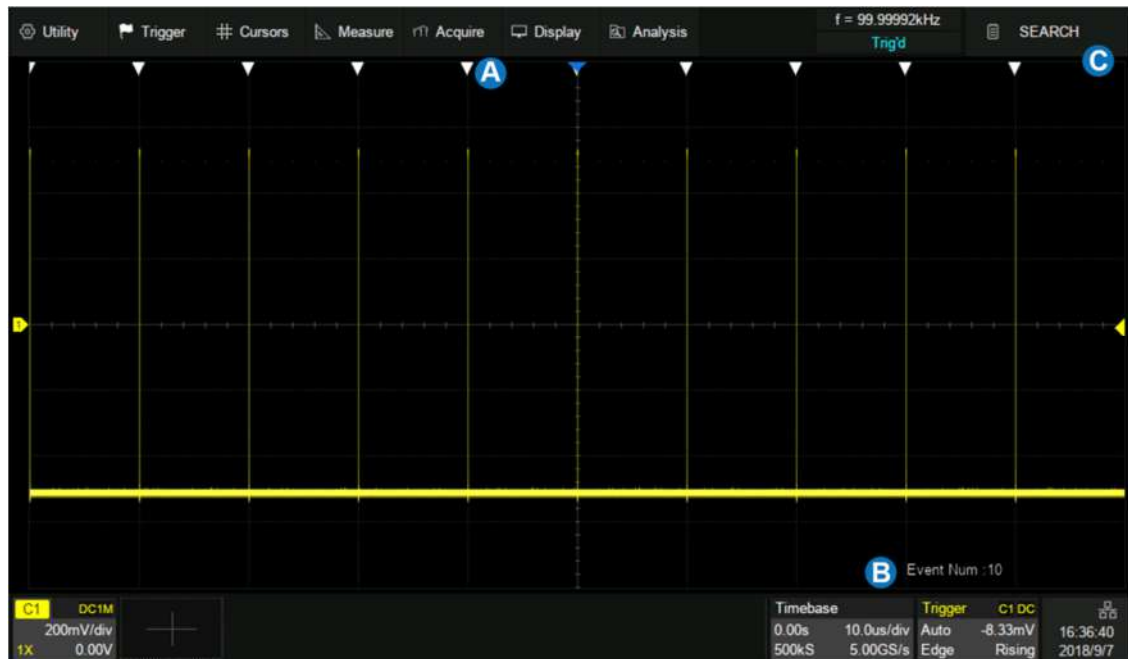 Utility Trigger Cursors Measure Acquire Display Analysis
f = 99.99992kHz
Trig'd
SEARCH
A
C
1
B Event Num :10
C1 DC1M
200mV/div
1X 0.00V
Timebase
0.00s 10.0us/div
500kS 5.00GS/s
Trigger C1 DC
Auto -8.33mV
Edge Rising
16:36:40
2018/9/7